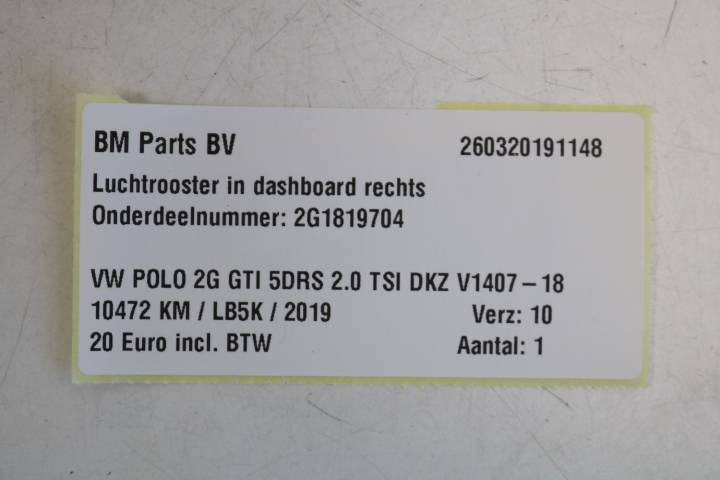 BM Parts BV 260320191148
Luchtrooster in dashboard rechts
Onderdeelnummer: 2G1819704
VW POLO 2G GTI 5DRS 2.0 TSI DKZ V1407-18
10472 KM / LB5K / 2019 Verz: 10
20 Euro incl. BTW Aantal: 1